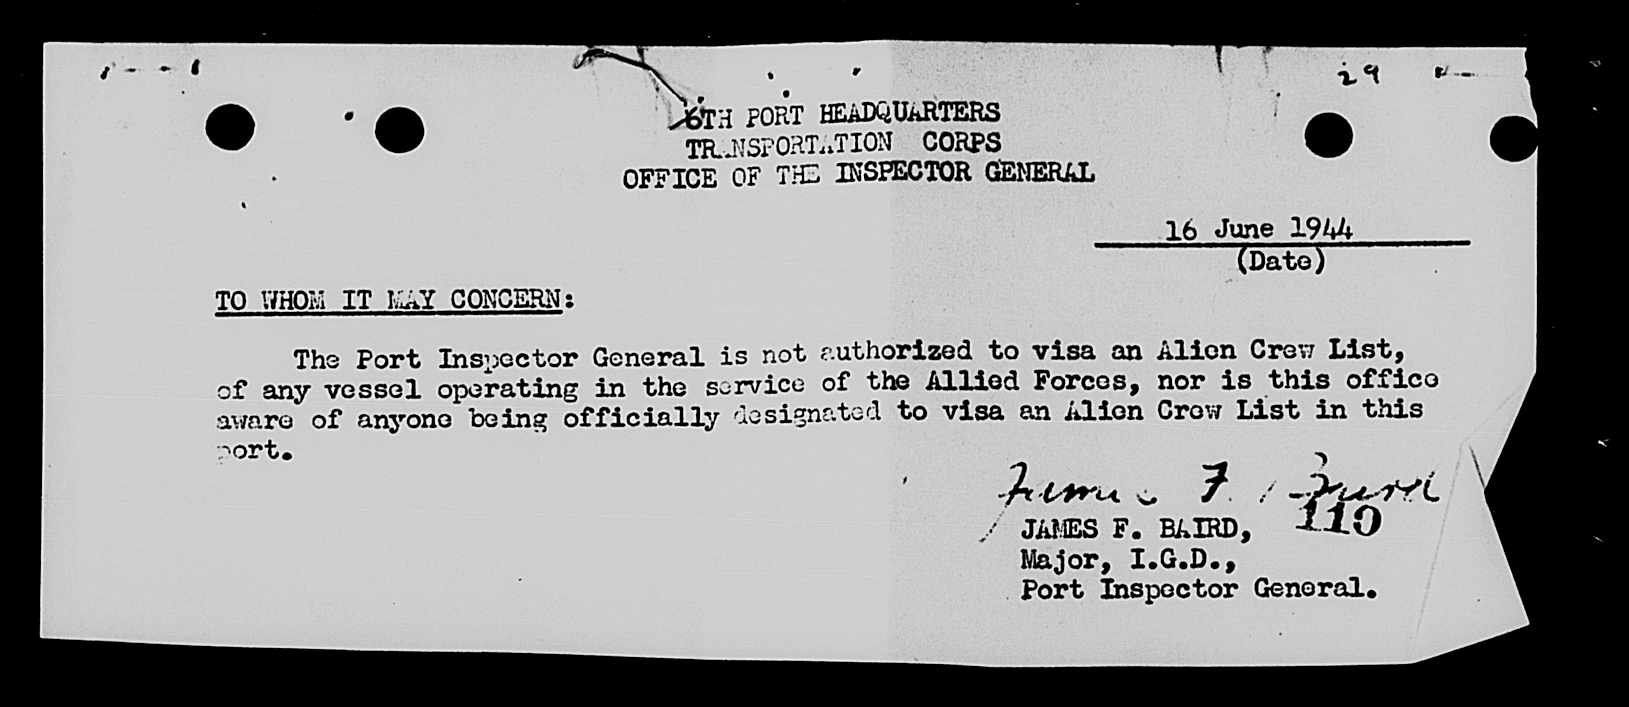 29
6TH PORT HEADQUARTERS
TRANSPORTATION CORPS
OFFICE OF THE INSPECTOR GENERAL
16 June 1944
(Date)
TO WHOM IT MAY CONCERN:
The Port Inspector General is not authorized to visa an Alien Crew List,
of any vessel operating in the service of the Allied Forces, nor is this office
aware of anyone being officially designated to visa an Alien Crew List in this
port.
James F. Baird
110
JAMES F. BAIRD,
Major, I.G.D.,
Port Inspector General.